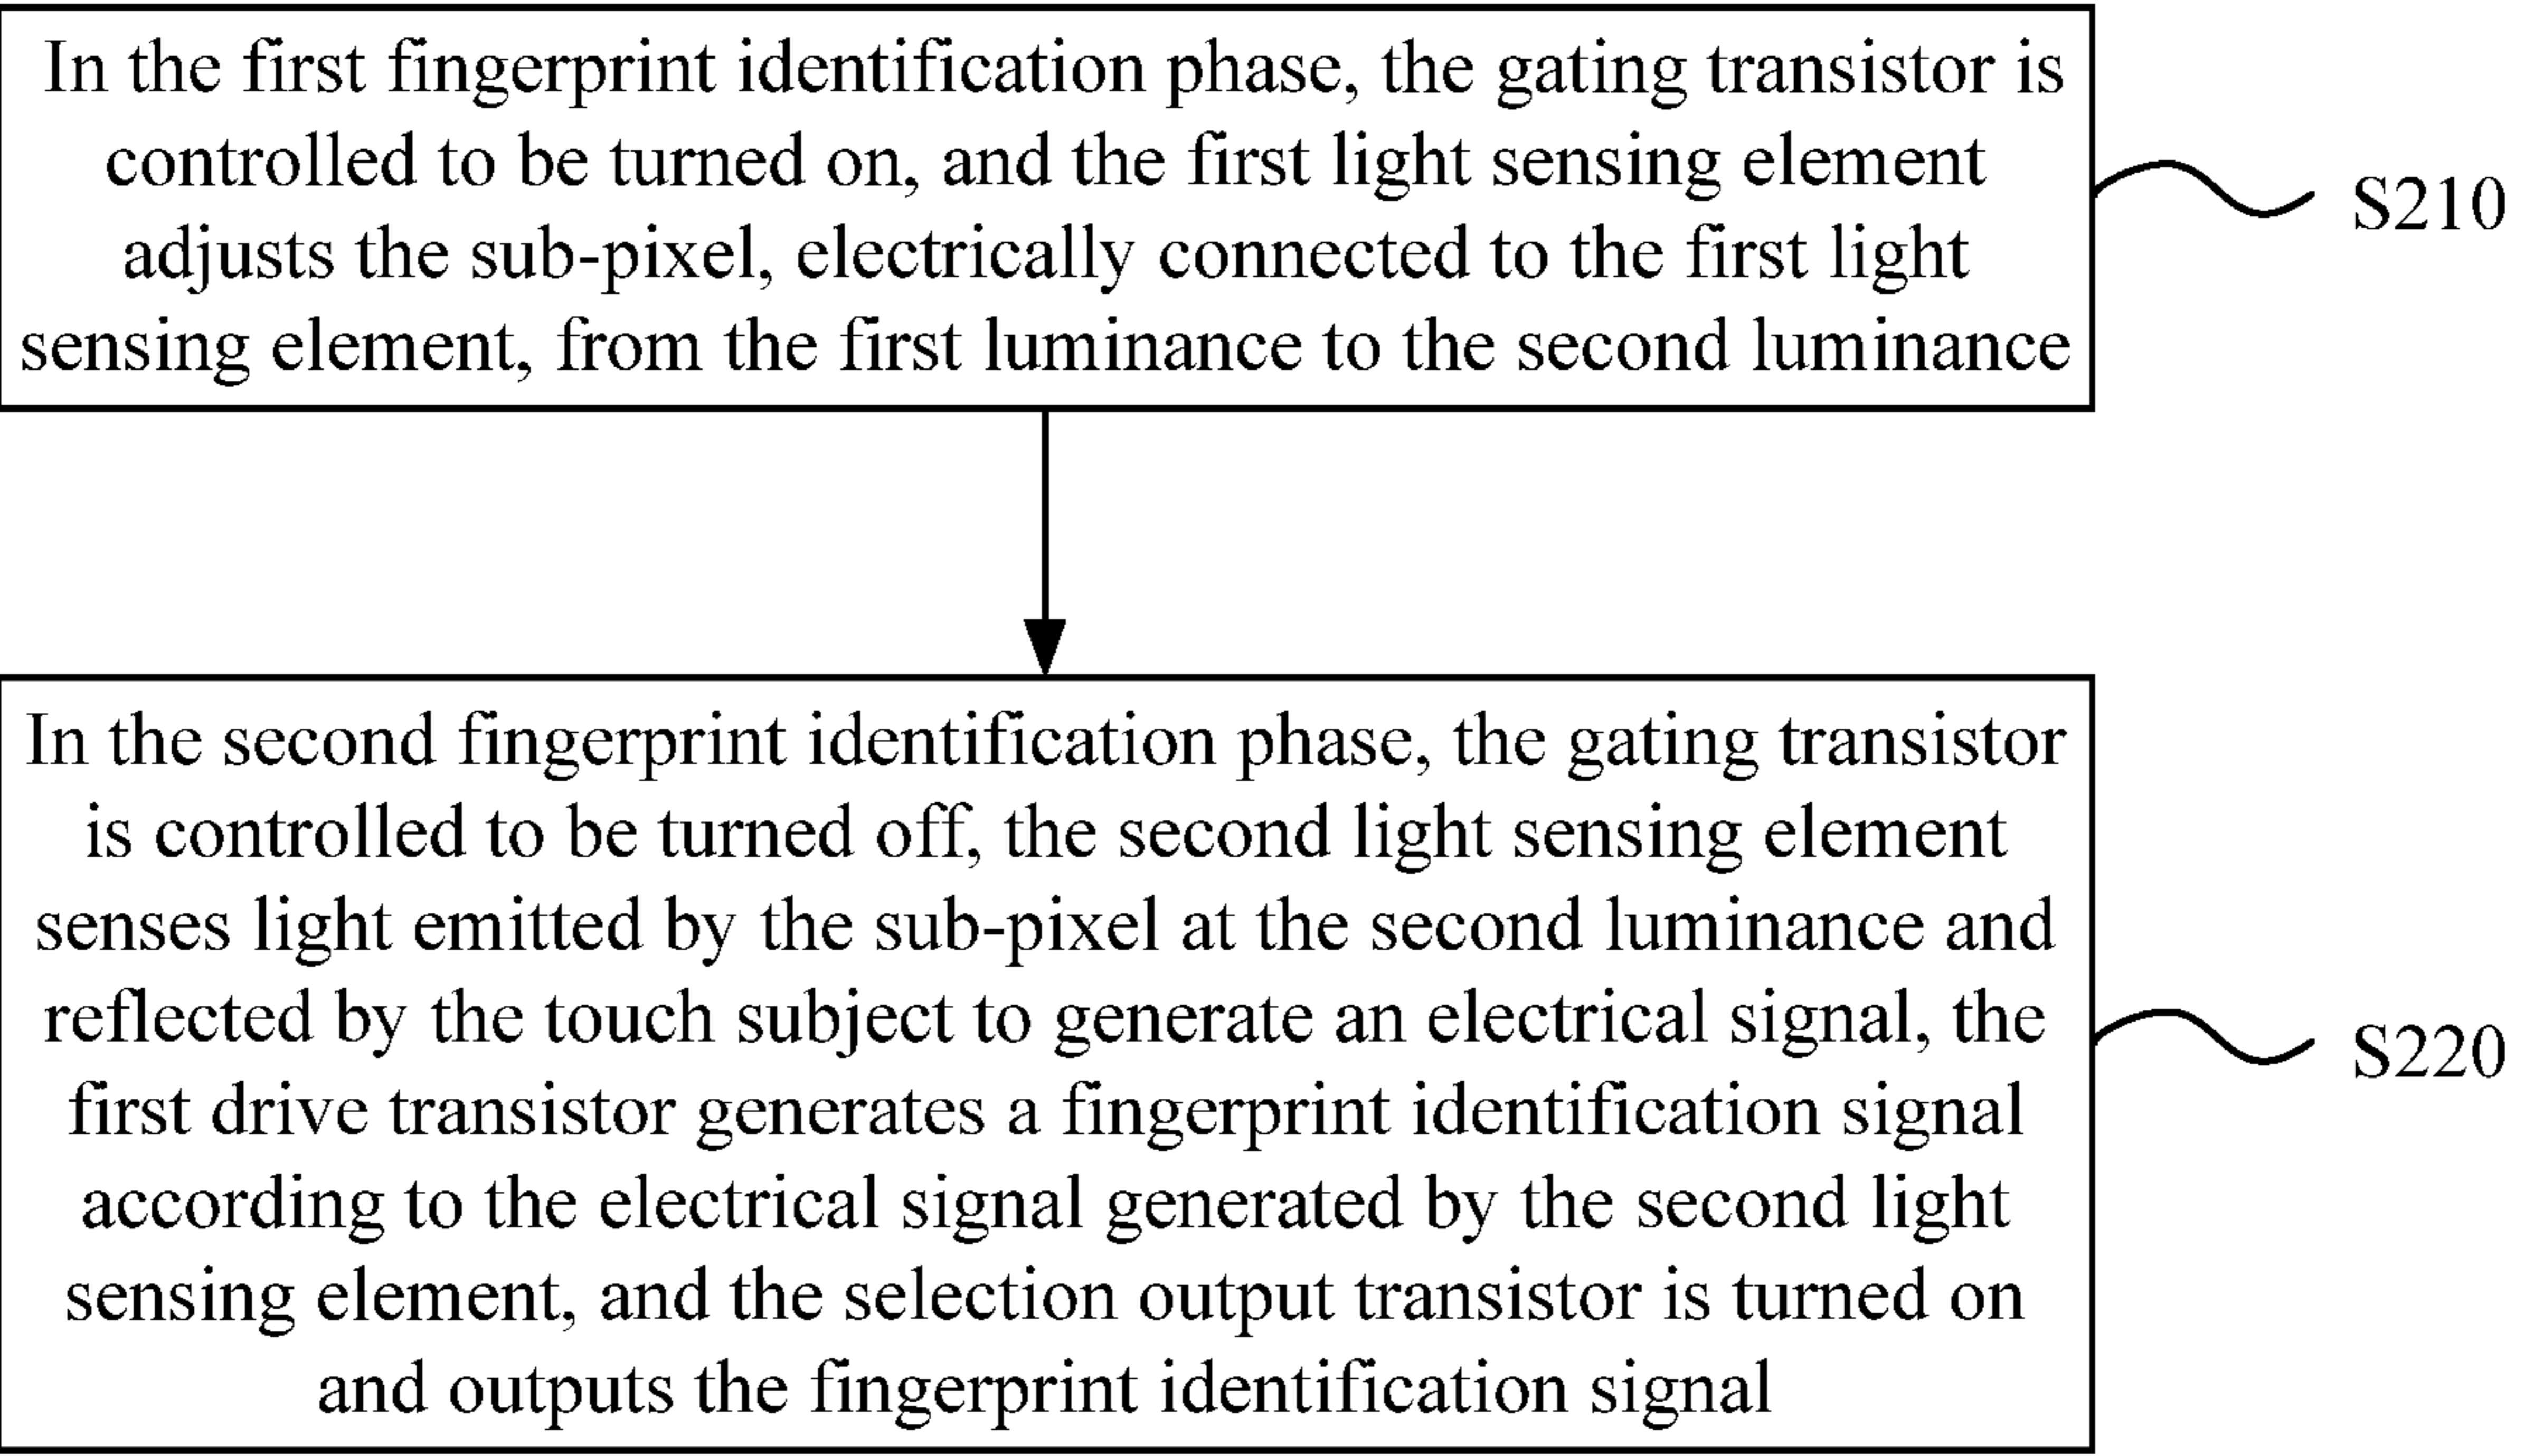 In the first fingerprint identification phase, the gating transistor is
controlled to be turned on, and the first light sensing element
adjusts the sub-pixel, electrically connected to the first light
sensing element, from the first luminance to the second luminance
S210
In the second fingerprint identification phase, the gating transistor
is controlled to be turned off, the second light sensing element
senses light emitted by the sub-pixel at the second luminance and
reflected by the touch subject to generate an electrical signal, the
first drive transistor generates a fingerprint identification signal
according to the electrical signal generated by the second light
sensing element, and the selection output transistor is turned on
and outputs the fingerprint identification signal
S220